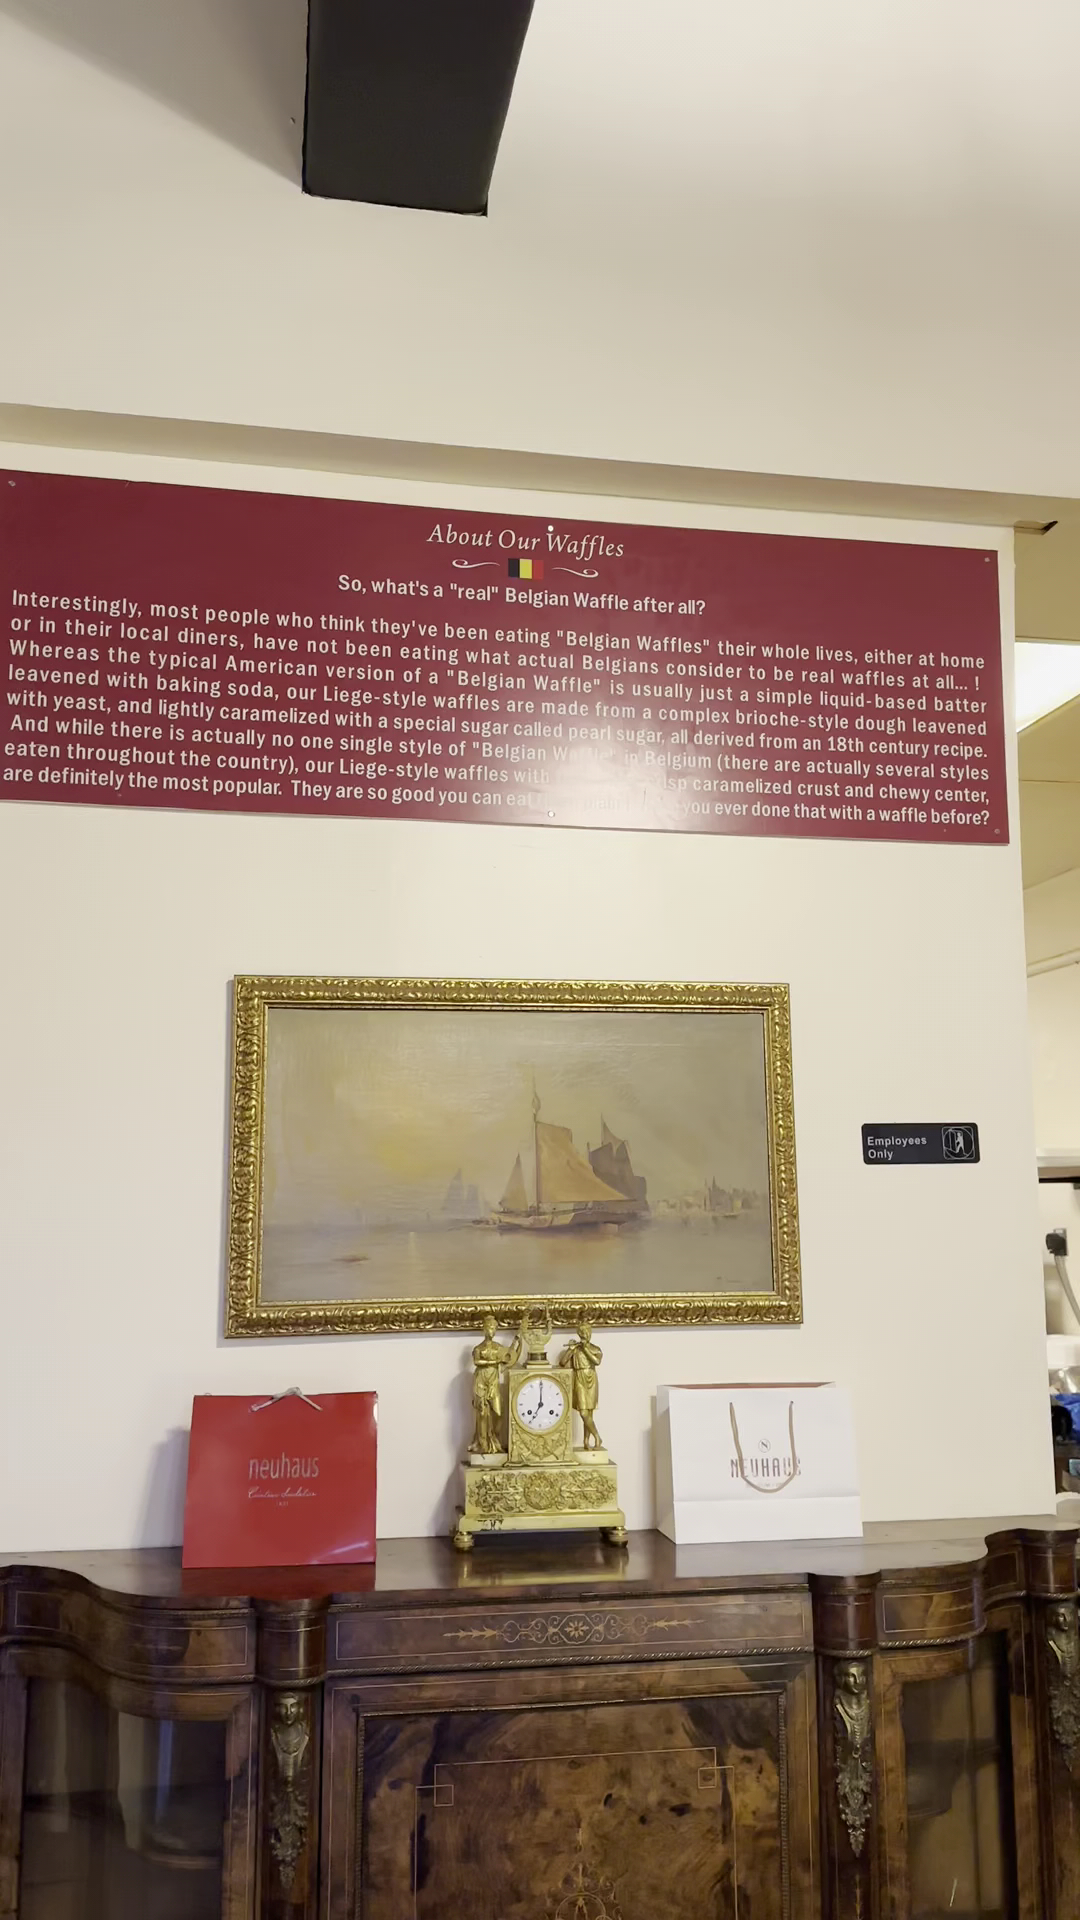 About Our Waffles
So, what's a "real" Belgian Waffle after all?
Interestingly, most people who think they've been eating "Belgian Waffles" their whole lives, either at home
or in their local diners, have not been eating what actual Belgians consider to be real waffles at all... !
Whereas the typical American version of a "Belgian Waffle" is usually just a simple liquid-based batter
leavened with baking soda, our Liege-style waffles are made from a complex brioche-style dough leavened
with yeast, and lightly caramelized with a special sugar called pearl sugar, all derived from an 18th century recipe.
And while there is actually no one single style of "Belgian Waffle" in Belgium (there are actually several styles
eaten throughout the country), our Liege-style waffles with caramelized crust and chewy center,
are definitely the most popular. They are so good you can eat you ever done that with a waffle before?
Employees
Only
neuhaus
N
NEUHAUS